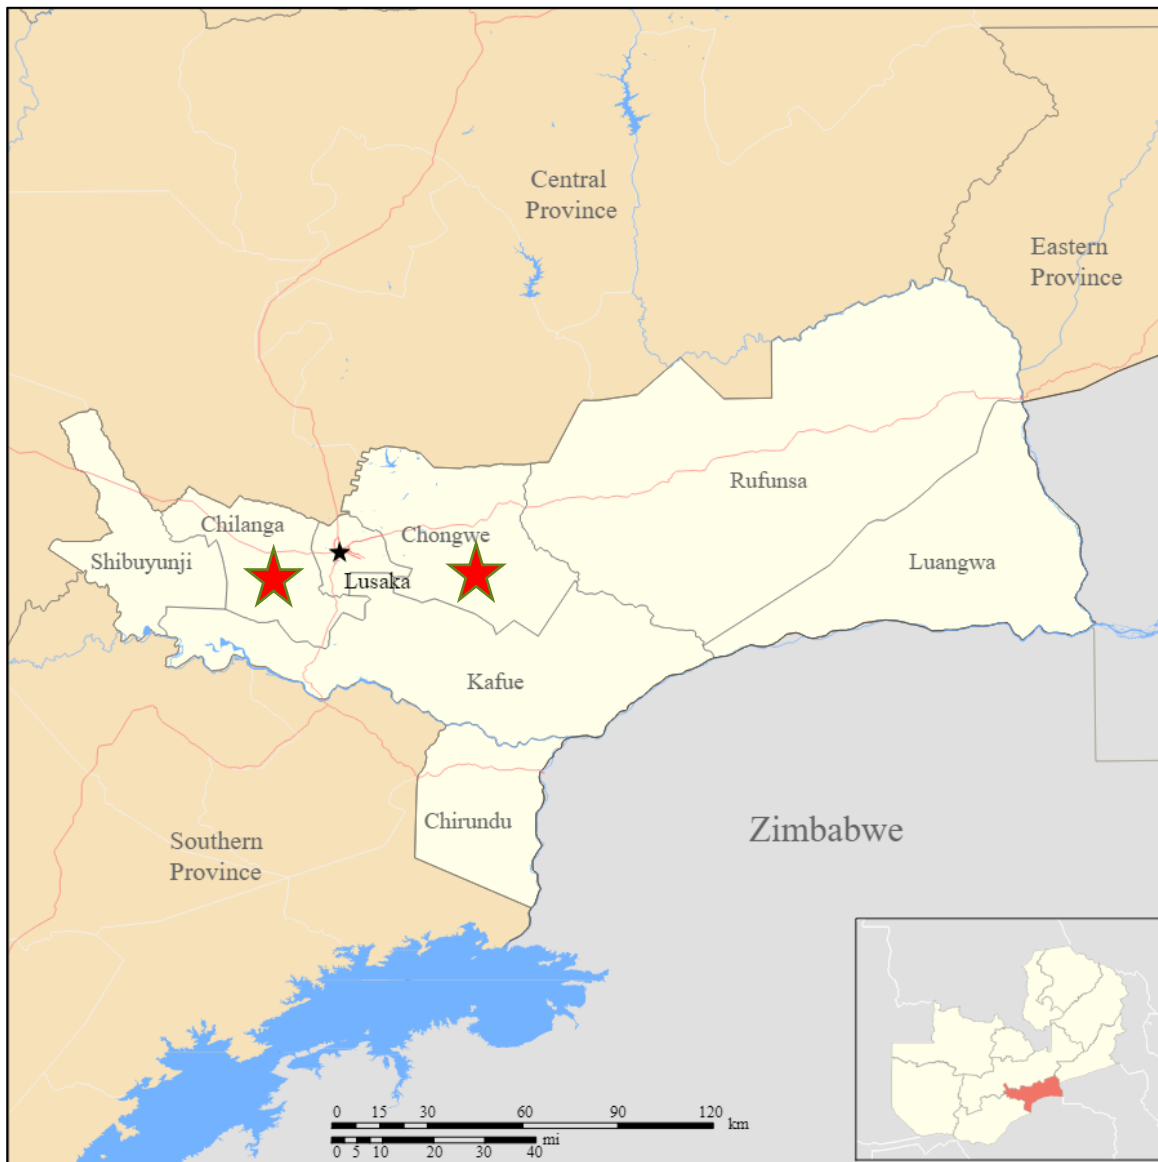 Central
Province
Eastern
Province
Rufunsa
Chilanga
Chongwe
Shibuyunji
Luangwa
Lusaka
Kafue
Chirundu
Zimbabwe
Southern
Province
0 15 30 60 90 120 km
0 5 10 20 30 40 mi